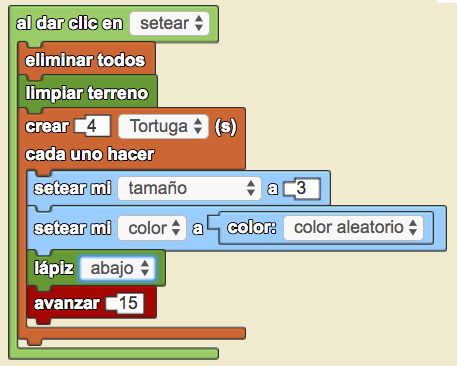 al dar clic en setear
eliminar todos
limpiar terreno
crear 4 Tortuga (s)
cada uno hacer
setear mi tamaño a 3
setear mi color a color: color aleatorio
lápiz abajo
avanzar 15